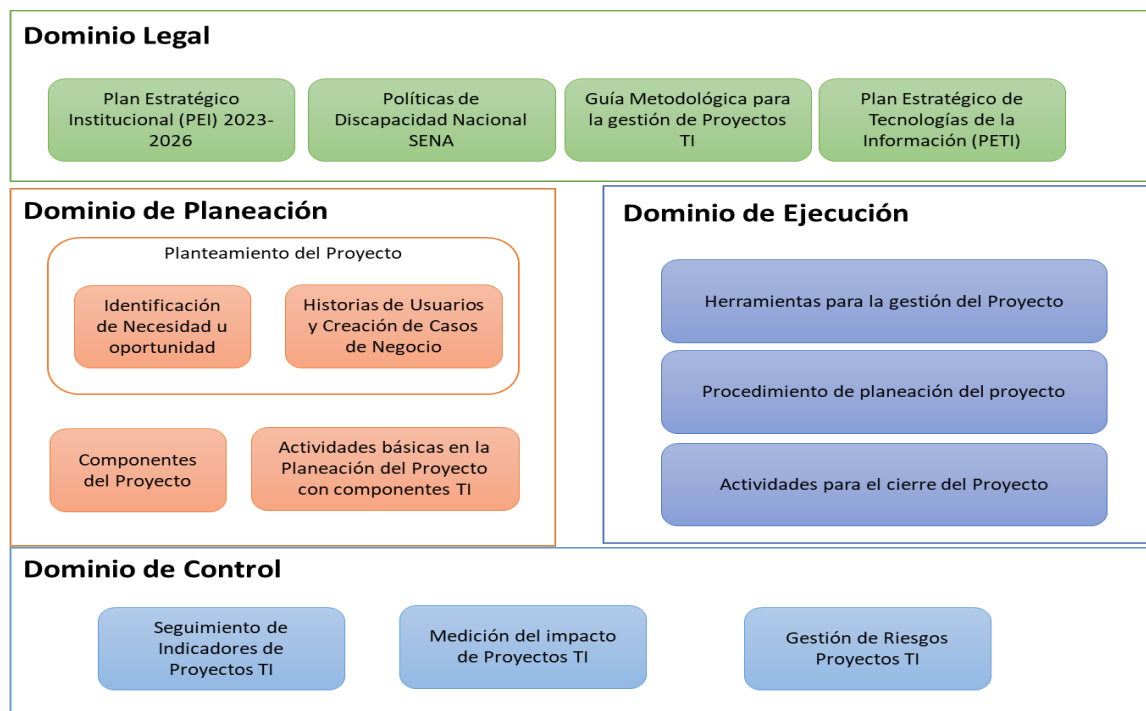 Dominio Legal
Plan Estratégico
Institucional (PEI) 2023-
2026
Políticas de
Discapacidad Nacional
SENA
Guía Metodológica para
la gestión de Proyectos
TI
Plan Estratégico de
Tecnologías de la
Información (PETI)
Dominio de Planeación
Planteamiento del Proyecto
Identificación
de Necesidad u
oportunidad
Historias de Usuarios
y Creación de Casos
de Negocio
Componentes
del Proyecto
Actividades básicas en la
Planeación del Proyecto
con componentes TI
Dominio de Ejecución
Herramientas para la gestión del Proyecto
Procedimiento de planeación del proyecto
Actividades para el cierre del Proyecto
Dominio de Control
Seguimiento de
Indicadores de
Proyectos TI
Medición del impacto
de Proyectos TI
Gestión de Riesgos
Proyectos TI